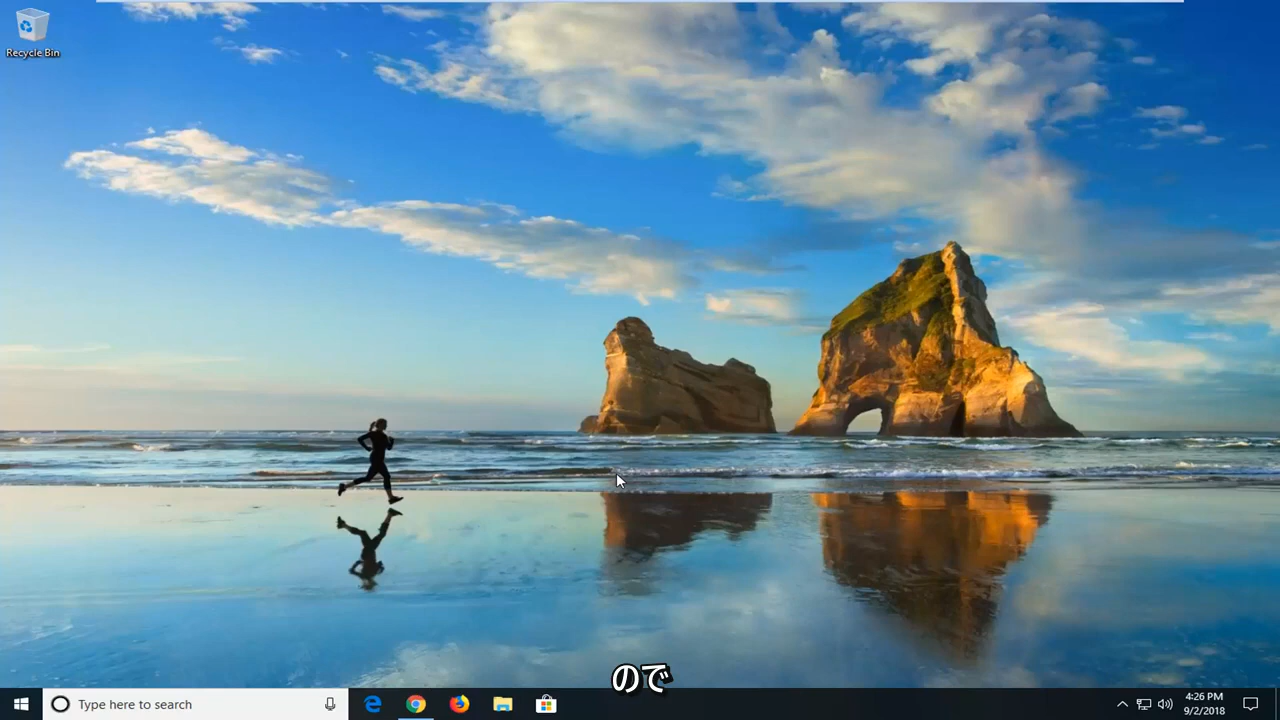 Recycle Bin
ので
Type here to search
4:26 PM
9/2/2018